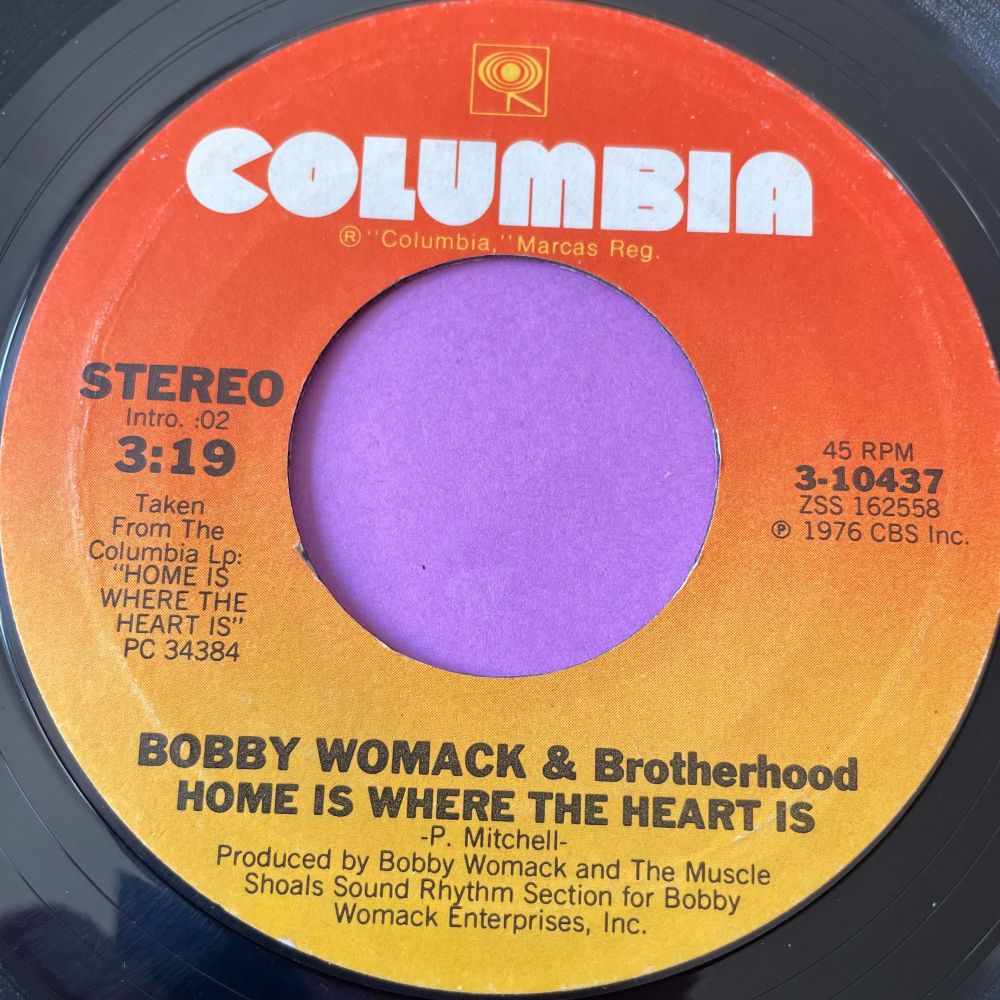 COLUMBIA
® "Columbia," Marcas Reg.
STEREO
Intro. :02
3:19
Taken
From The
Columbia Lp:
"HOME IS
WHERE THE
HEART IS"
PC 34384
45 RPM
3-10437
ZSS 162558
℗ 1976 CBS Inc.
BOBBY WOMACK & Brotherhood
HOME IS WHERE THE HEART IS
-P. Mitchell-
Produced by Bobby Womack and The Muscle
Shoals Sound Rhythm Section for Bobby
Womack Enterprises, Inc.